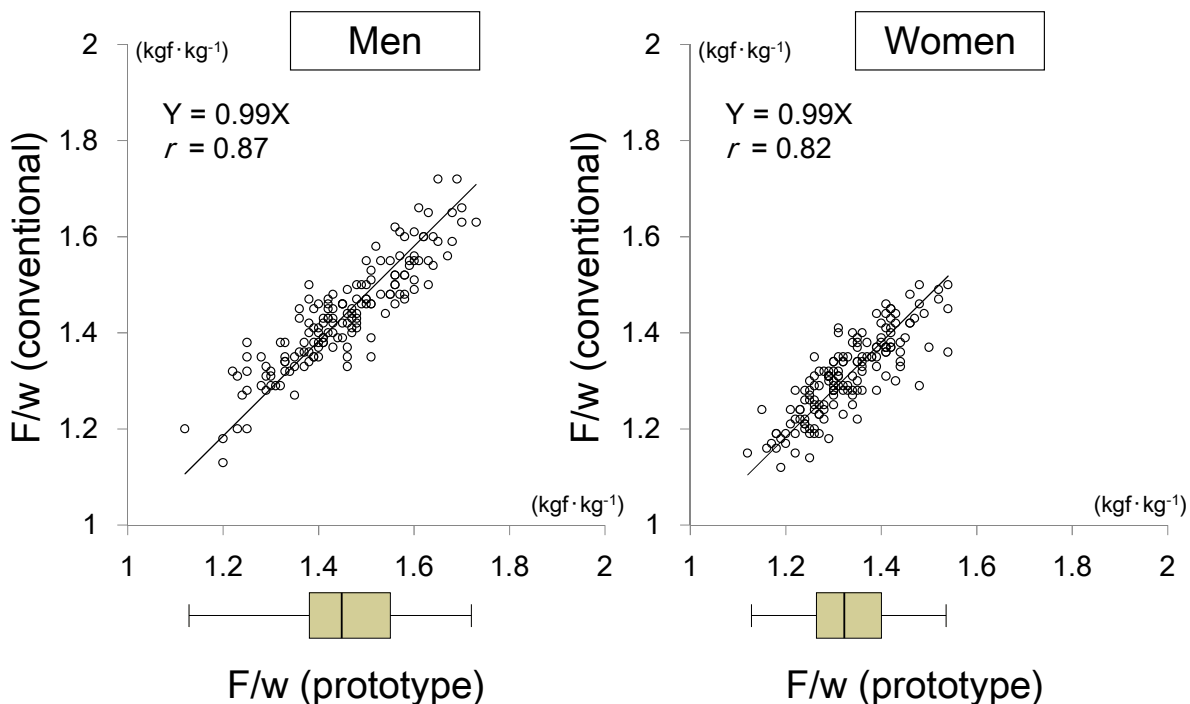 Men
(kgf·kg⁻¹)
Y = 0.99X
r = 0.87
F/w (conventional)
2
1.8
1.6
1.4
1.2
1
(kgf·kg⁻¹)
1 1.2 1.4 1.6 1.8 2
F/w (prototype)
Women
(kgf·kg⁻¹)
Y = 0.99X
r = 0.82
F/w (conventional)
2
1.8
1.6
1.4
1.2
1
(kgf·kg⁻¹)
1 1.2 1.4 1.6 1.8 2
F/w (prototype)